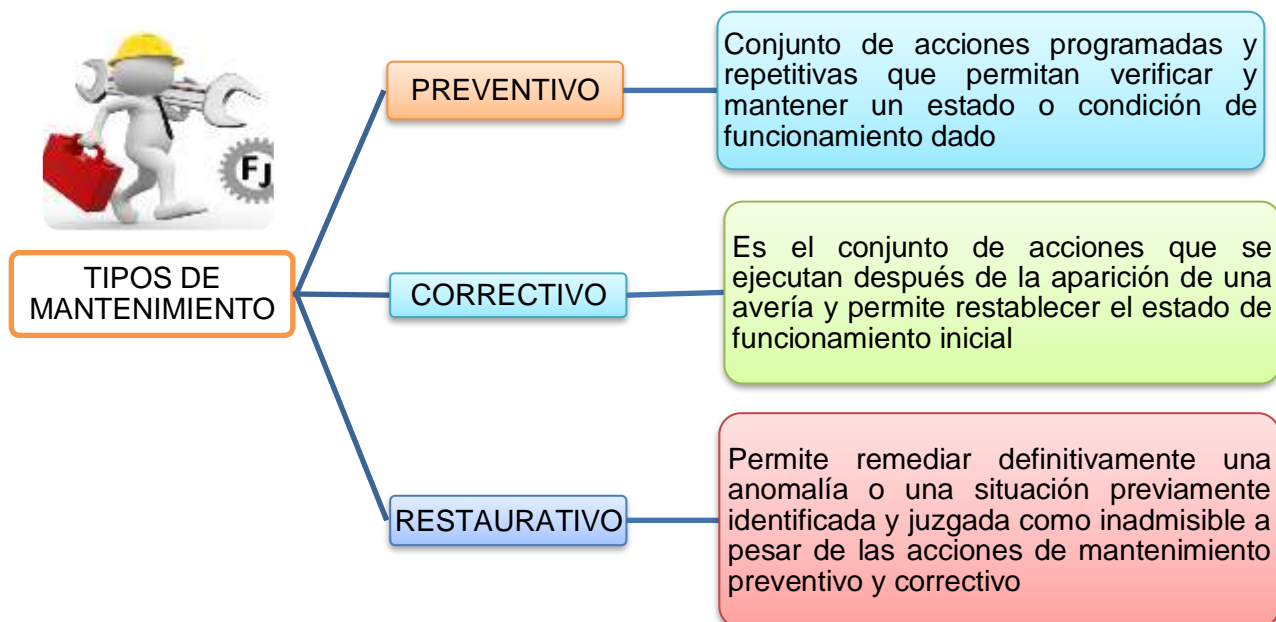 FJ
TIPOS DE
MANTENIMIENTO
PREVENTIVO
Conjunto de acciones programadas y
repetitivas que permitan verificar y
mantener un estado o condición de
funcionamiento dado
CORRECTIVO
Es el conjunto de acciones que se
ejecutan después de la aparición de una
avería y permite restablecer el estado de
funcionamiento inicial
RESTAURATIVO
Permite remediar definitivamente una
anomalía o una situación previamente
identificada y juzgada como inadmisible a
pesar de las acciones de mantenimiento
preventivo y correctivo